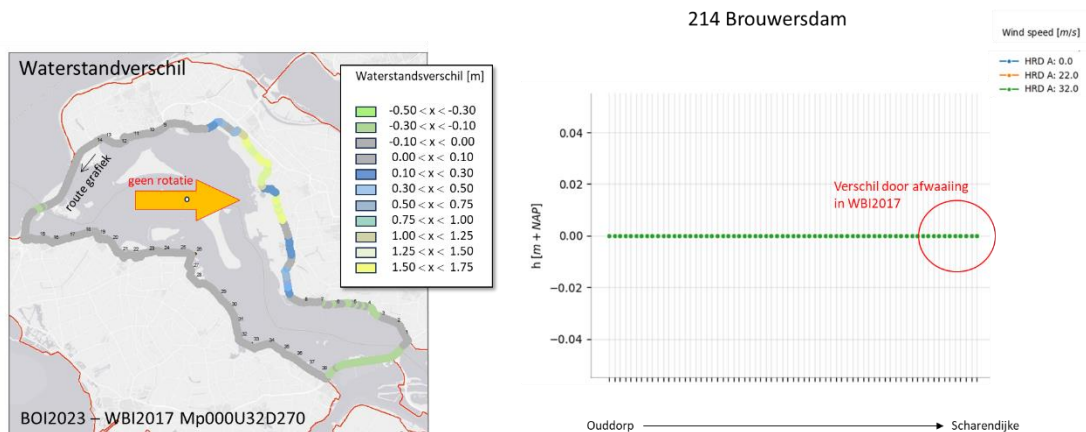 Waterstandverschil
Waterstandsverschil [m]
-0.50 < x < -0.30
-0.30 < x < -0.10
-0.10 < x < 0.00
0.00 < x < 0.10
0.10 < x < 0.30
0.30 < x < 0.50
0.50 < x < 0.75
0.75 < x < 1.00
1.00 < x < 1.25
1.25 < x < 1.50
1.50 < x < 1.75
route grafiek
geen rotatie
BOI2023 – WBI2017 Mp000U32D270
214 Brouwersdam
Wind speed [m/s]
HRD A: 0.0
HRD A: 22.0
HRD A: 32.0
h [m + NAP]
0.04
0.02
0.00
−0.02
−0.04
Verschil door afwaaiing
in WBI2017
Ouddorp
Scharendijke